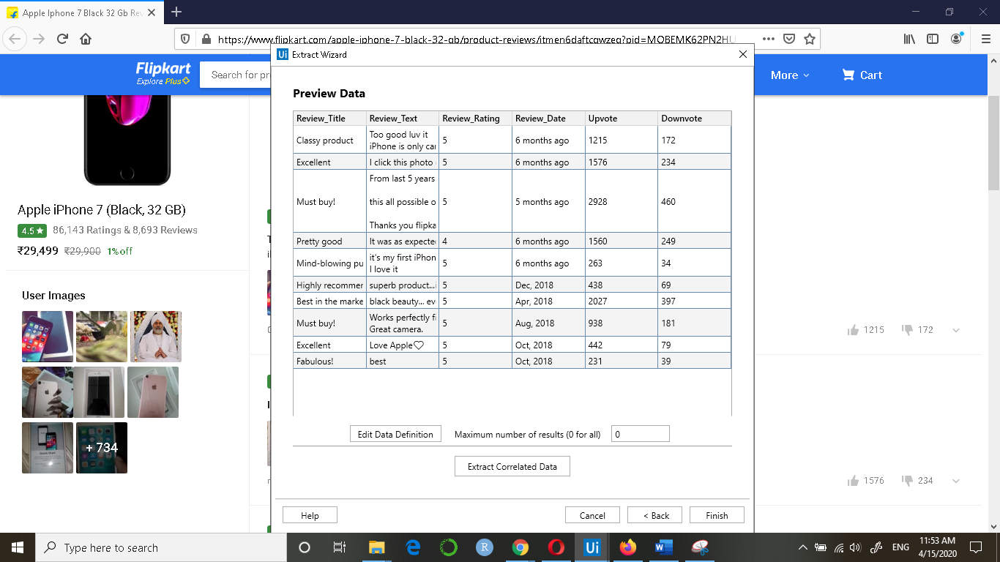 Apple Iphone 7 Black 32 Gb Rev
https://www.flipkart.com/apple-iphone-7-black-32-gb/product-reviews/itmen6daftcqwzeg?pid=MOBEMK62PN2HU
Ui Extract Wizard
Flipkart
Explore Plus
Search for pr
More
Cart
Preview Data
Review_Title Review_Text Review_Rating Review_Date Upvote Downvote
Classy product Too good luv it
iPhone is only car 5 6 months ago 1215 172
Excellent I click this photo 5 6 months ago 1576 234
From last 5 years
Must buy! this all possible o 5 5 months ago 2928 460
Thanks you flipka
Pretty good It was as expecte 4 6 months ago 1560 249
Mind-blowing pu it's my first iPhon
I love it 5 6 months ago 263 34
Highly recommer superb product... 5 Dec, 2018 438 69
Best in the marke black beauty... ev 5 Apr, 2018 2027 397
Must buy! Works perfectly fi
Great camera. 5 Aug, 2018 938 181
Excellent Love Apple♡ 5 Oct, 2018 442 79
Fabulous! best 5 Oct, 2018 231 39
Edit Data Definition Maximum number of results (0 for all) 0
Extract Correlated Data
Help Cancel < Back Finish
Apple iPhone 7 (Black, 32 GB)
4.5★ 86,143 Ratings & 8,693 Reviews
₹29,499 ₹29,900 1% off
User Images
Quick Start
+ 734
1215 172
1576 234
Type here to search
R
Ui
W
ENG
11:53 AM
4/15/2020